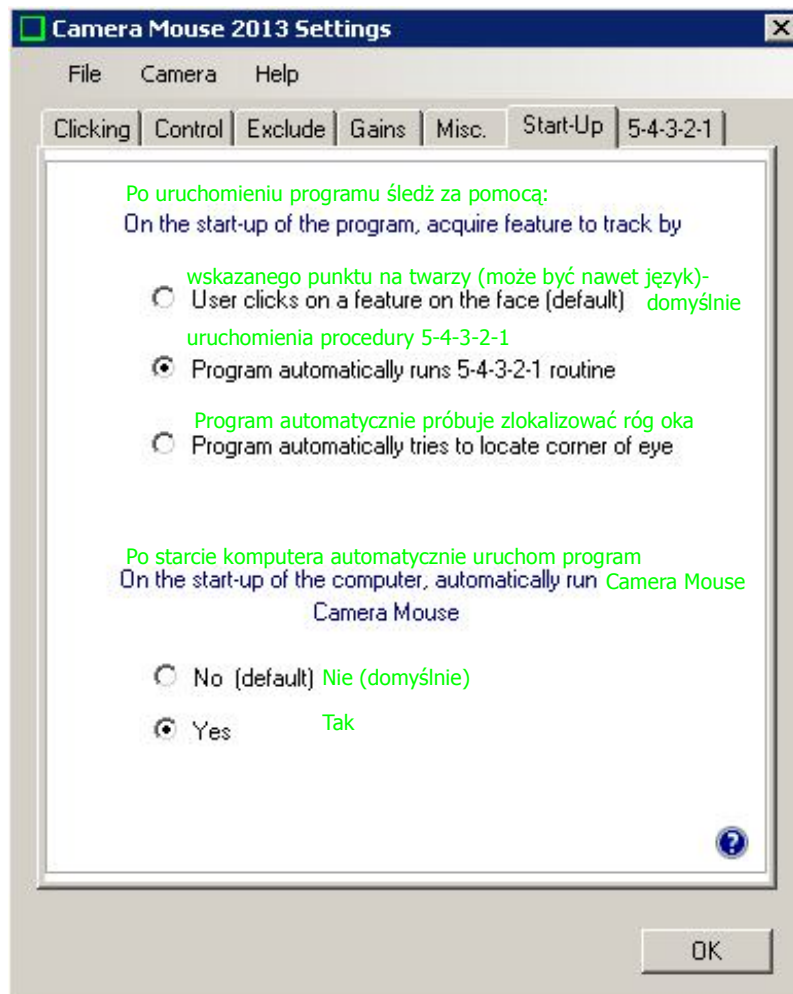 Camera Mouse 2013 Settings
File Camera Help
Clicking Control Exclude Gains Misc. Start-Up 5-4-3-2-1
Po uruchomieniu programu śledź za pomocą:
On the start-up of the program, acquire feature to track by
wskazanego punktu na twarzy (może być nawet język)-
User clicks on a feature on the face (default) domyślnie
uruchomienia procedury 5-4-3-2-1
Program automatically runs 5-4-3-2-1 routine
Program automatycznie próbuje zlokalizować róg oka
Program automatically tries to locate corner of eye
Po starcie komputera automatycznie uruchom program
On the start-up of the computer, automatically run Camera Mouse
Camera Mouse
No (default) Nie (domyślnie)
Yes Tak
?
OK